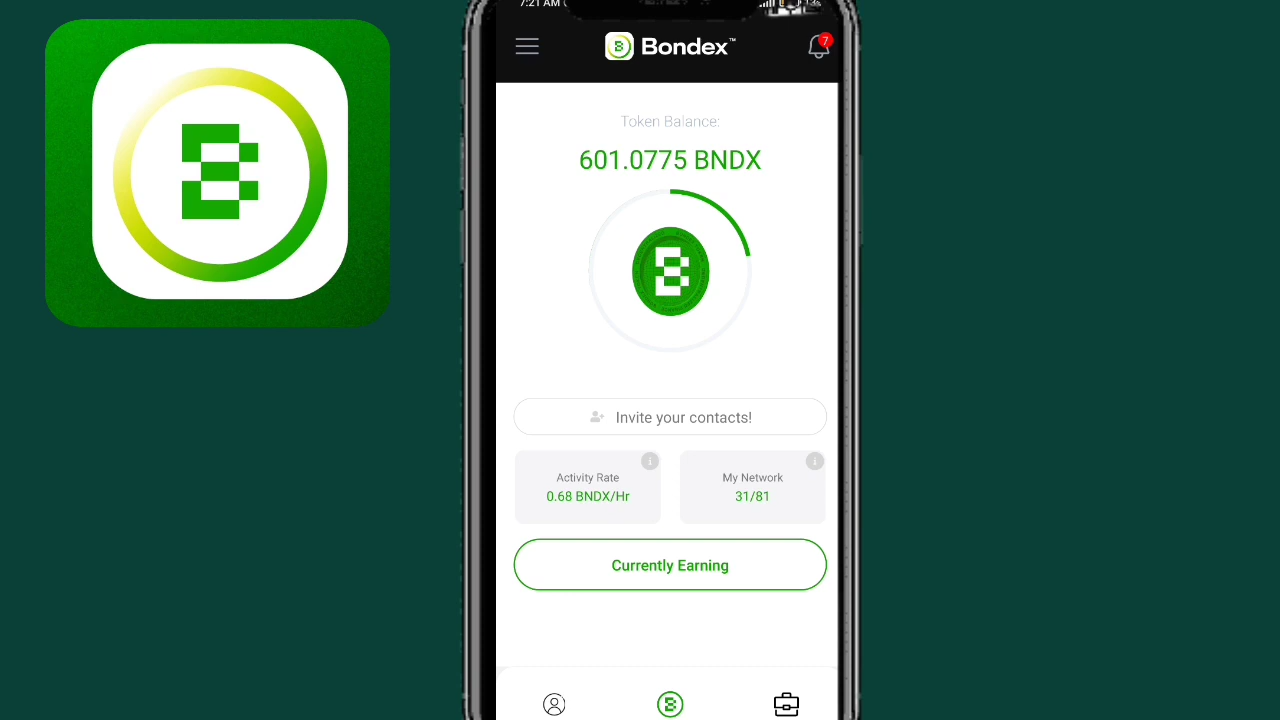 7:21 AM
Bondex™
7
Token Balance:
601.0775 BNDX
Invite your contacts!
Activity Rate
0.68 BNDX/Hr
My Network
31/81
Currently Earning